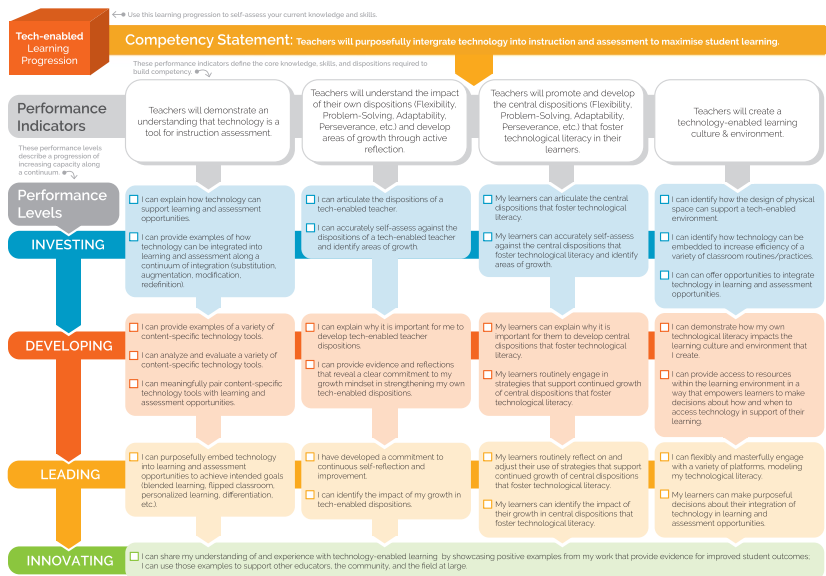 Use this learning progression to self-assess your current knowledge and skills.
Tech-enabled
Learning
Progression
Competency Statement: Teachers will purposefully intergrate technology into instruction and assessment to maximise student learning.
These performance indicators define the core knowledge, skills, and dispositions required to
build competency.
Performance
Indicators
Teachers will demonstrate an
understanding that technology is a
tool for instruction assessment.
Teachers will understand the impact
of their own dispositions (Flexibility,
Problem-Solving, Adaptability,
Perseverance, etc.) and develop
areas of growth through active
reflection.
Teachers will promote and develop
the central dispositions (Flexibility,
Problem-Solving, Adaptability,
Perseverance, etc.) that foster
technological literacy in their
learners.
Teachers will create a
technology-enabled learning
culture & environment.
These performance levels
describe a progression of
increasing capacity along
a continuum.
Performance
Levels
INVESTING
I can explain how technology can
support learning and assessment
opportunities.
I can provide examples of how
technology can be integrated into
learning and assessment along a
continuum of integration (substitution,
augmentation, modification,
redefinition).
I can articulate the dispositions of a
tech-enabled teacher.
I can accurately self-assess against the
dispositions of a tech-enabled teacher
and identify areas of growth.
My learners can articulate the central
dispositions that foster technological
literacy.
My learners can accurately self-assess
against the central dispositions that
foster technological literacy and identify
areas of growth.
I can identify how the design of physical
space can support a tech-enabled
environment.
I can identify how technology can be
embedded to increase efficiency of a
variety of classroom routines/practices.
I can can offer opportunities to integrate
technology in learning and assessment
opportunities.
DEVELOPING
I can provide examples of a variety of
content-specific technology tools.
I can analyze and evaluate a variety of
content-specific technology tools.
I can meaningfully pair content-specific
technology tools with learning and
assessment opportunities.
I can explain why it is important for me to
develop tech-enabled teacher
dispositions.
I can provide evidence and reflections
that reveal a clear commitment to my
growth mindset in strengthening my own
tech-enabled dispositions.
My learners can explain why it is
important for them to develop central
dispositions that foster technological
literacy.
My learners routinely engage in
strategies that support continued growth
of central dispositions that foster
technological literacy.
I can demonstrate how my own
technological literacy impacts the
learning culture and environment that
I create.
I can provide access to resources
within the learning environment in a
way that empowers learners to make
decisions about how and when to
access technology in support of their
learning.
LEADING
I can purposefully embed technology
into learning and assessment
opportunities to achieve intended goals
(blended learning, flipped classroom,
personalized learning, differentiation,
etc.).
I have developed a commitment to
continuous self-reflection and
improvement.
I can identify the impact of my growth in
tech-enabled dispositions.
My learners routinely reflect on and
adjust their use of strategies that support
continued growth of central dispositions
that foster technological literacy.
My learners can identify the impact of
their growth in central dispositions that
foster technological literacy.
I can flexibly and masterfully engage
with a variety of platforms, modeling
my technological literacy.
My learners can make purposeful
decisions about their integration of
technology in learning and
assessment opportunities.
INNOVATING
I can share my understanding of and experience with technology-enabled learning by showcasing positive examples from my work that provide evidence for improved student outcomes;
I can use those examples to support other educators, the community, and the field at large.